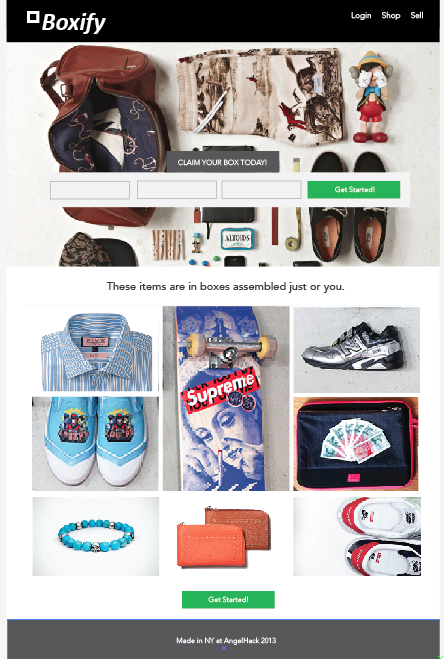 Boxify
Login Shop Sell
CLAIM YOUR BOX TODAY!
Get Started!
ALTOIDS
These items are in boxes assembled just or you.
PINK
Supreme
Get Started!
Made in NY at AngelHack 2013